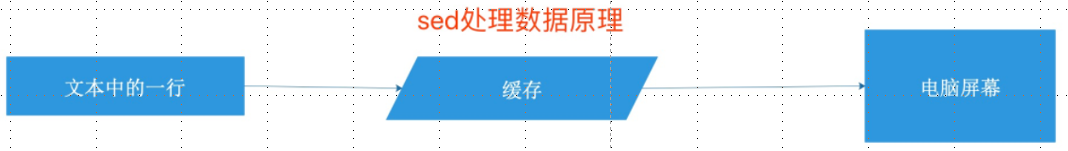 sed处理数据原理
文本中的一行
缓存
电脑屏幕